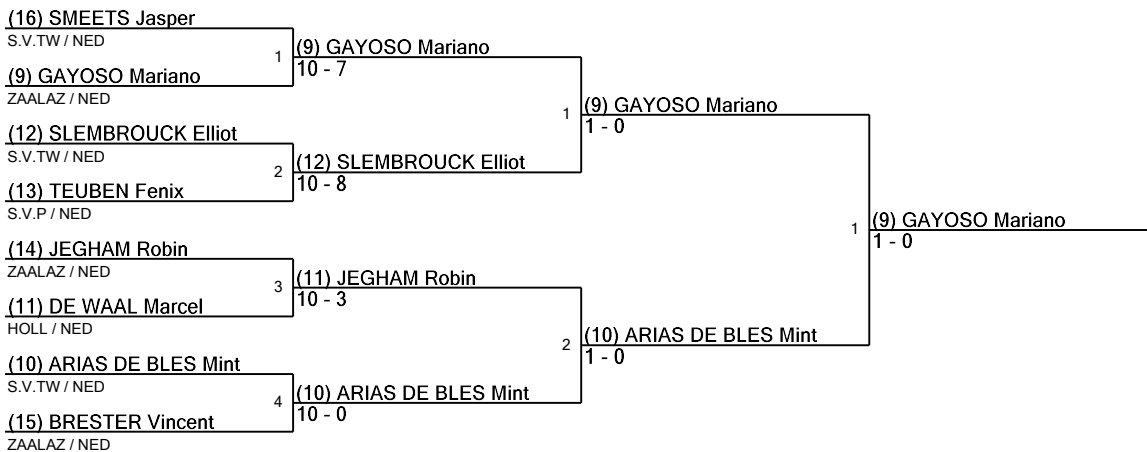 (16) SMEETS Jasper
S.V.TW / NED
(9) GAYOSO Mariano
ZAALAZ / NED
(12) SLEMBROUCK Elliot
S.V.TW / NED
(13) TEUBEN Fenix
S.V.P / NED
(14) JEGHAM Robin
ZAALAZ / NED
(11) DE WAAL Marcel
HOLL / NED
(10) ARIAS DE BLES Mint
S.V.TW / NED
(15) BRESTER Vincent
ZAALAZ / NED
1
(9) GAYOSO Mariano
10 - 7
2
(12) SLEMBROUCK Elliot
10 - 8
3
(11) JEGHAM Robin
10 - 3
4
(10) ARIAS DE BLES Mint
10 - 0
1
(9) GAYOSO Mariano
1 - 0
2
(10) ARIAS DE BLES Mint
1 - 0
1
(9) GAYOSO Mariano
1 - 0